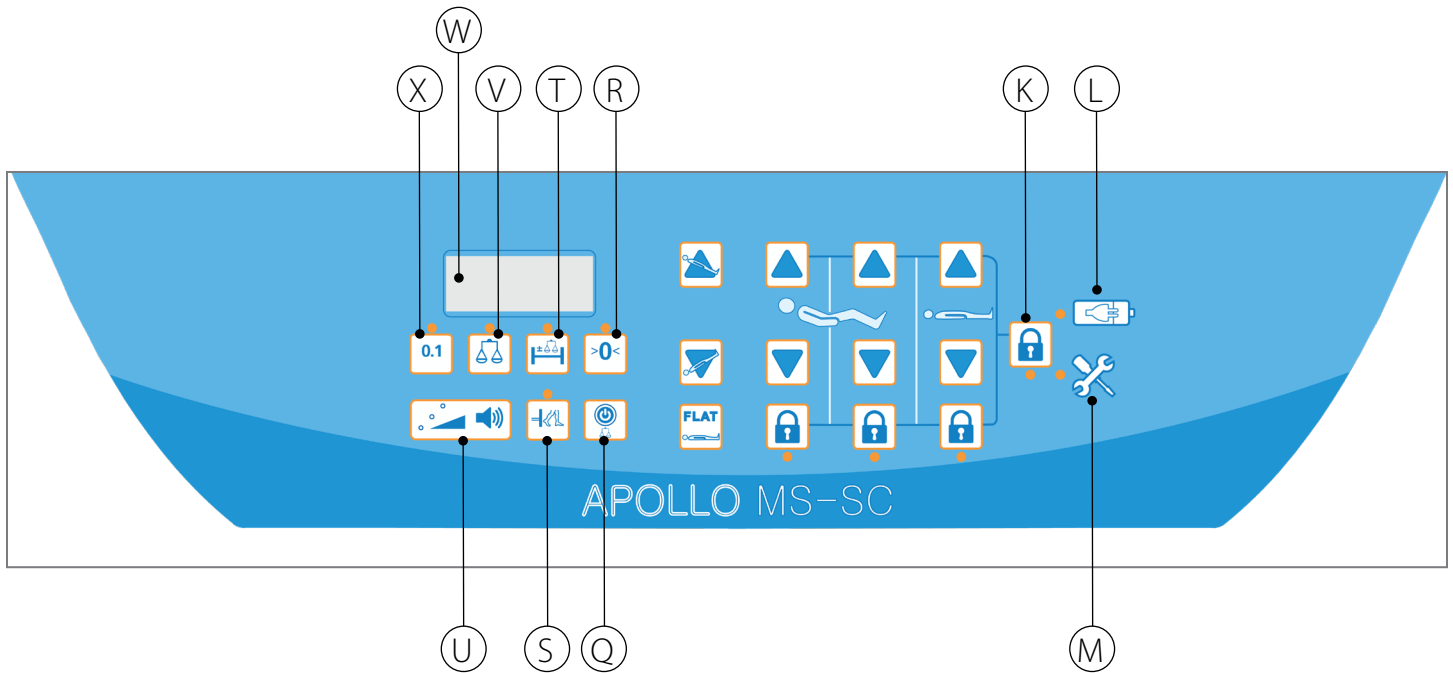 W
X V T R K L
0.1 ± >0<
FLAT
APOLLO MS-SC
U S Q M